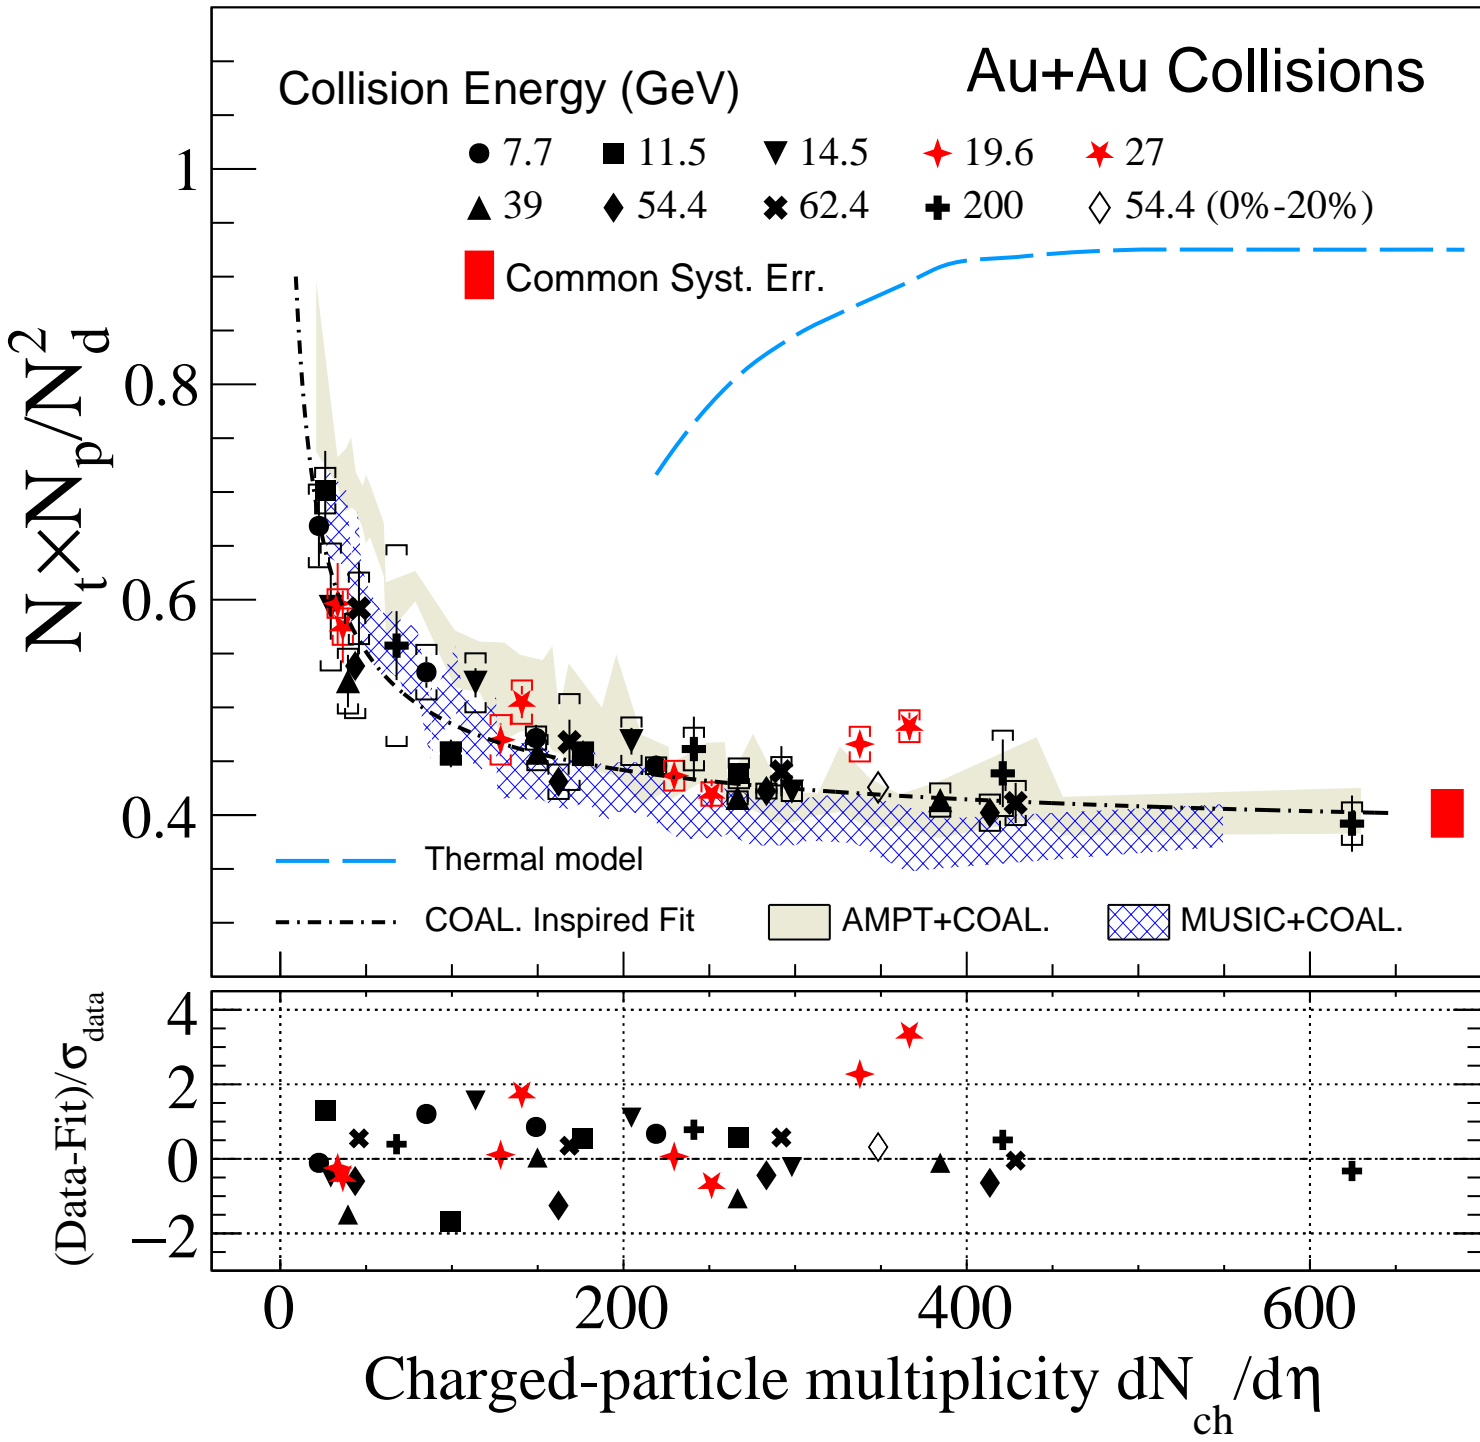 Au+Au Collisions
Collision Energy (GeV)
7.7 11.5 14.5 19.6 27
39 54.4 62.4 200 54.4 (0%-20%)
Common Syst. Err.
N_t×N_p/N_d^2
1
0.8
0.6
0.4
Thermal model
COAL. Inspired Fit AMPT+COAL. MUSIC+COAL.
(Data-Fit)/σ_data
4
2
0
−2
0 200 400 600
Charged-particle multiplicity dN_ch/dη